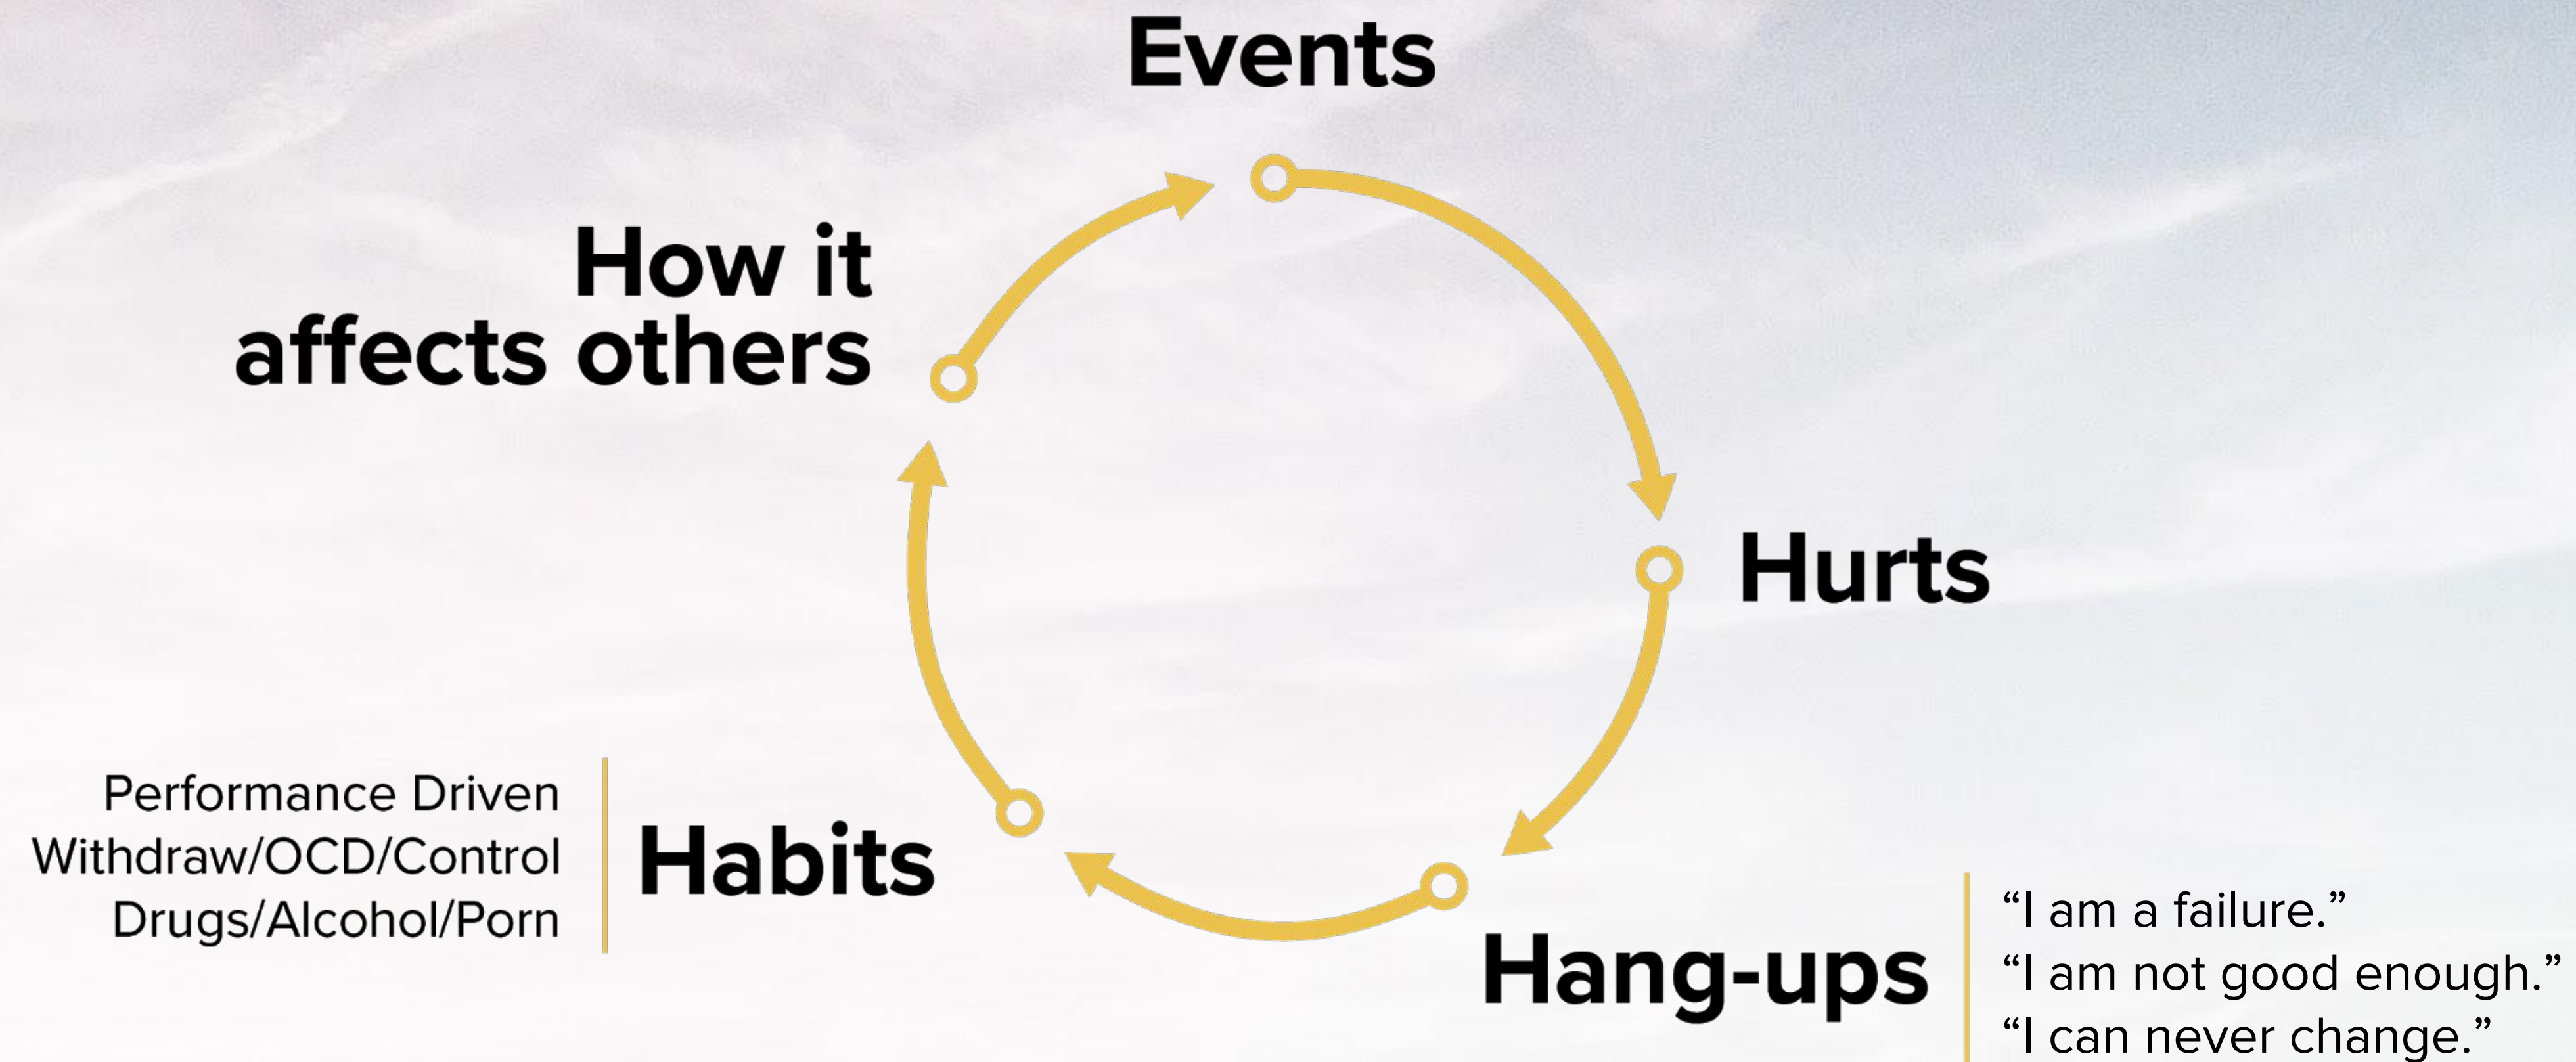 Events
How it
affects others
Hurts
Performance Driven
Withdraw/OCD/Control
Drugs/Alcohol/Porn
Habits
Hang-ups
“I am a failure.”
“I am not good enough.”
“I can never change.”